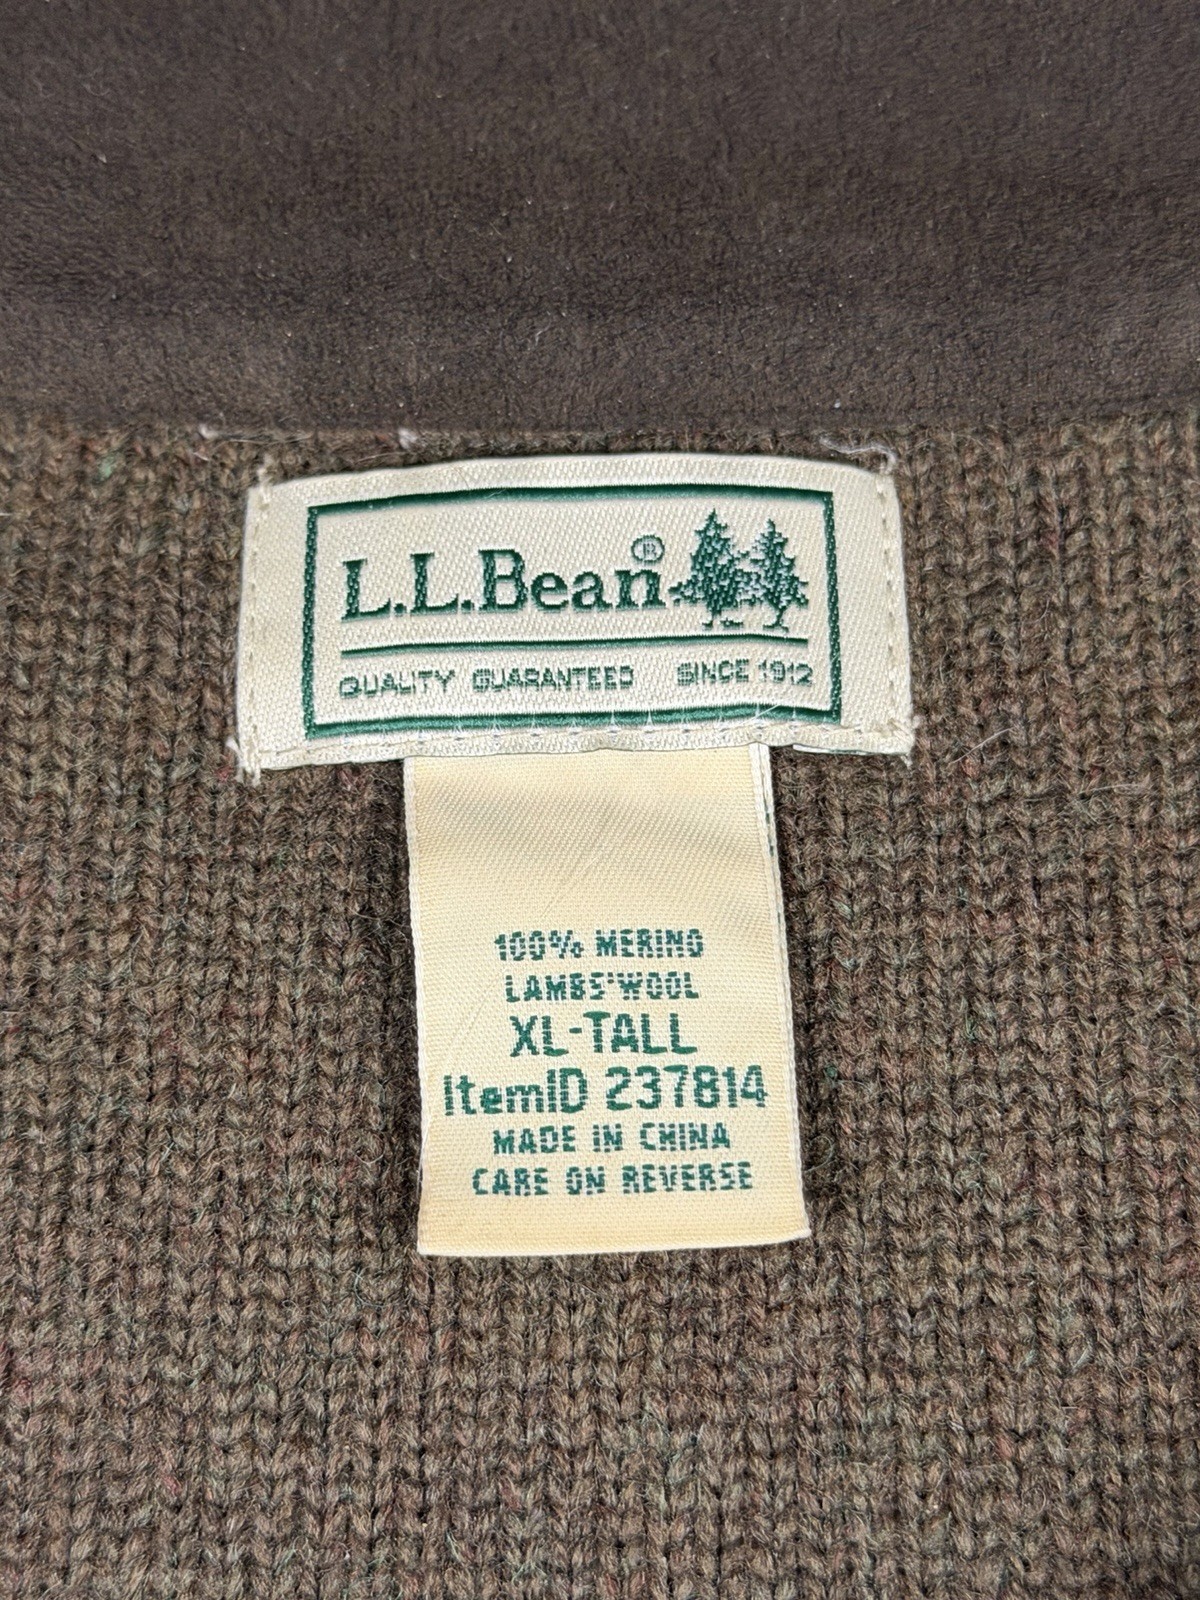 L.L.Bean®
QUALITY GUARANTEED SINCE 1912
100% MERINO
LAMBS'WOOL
XL-TALL
ItemID 237814
MADE IN CHINA
CARE ON REVERSE